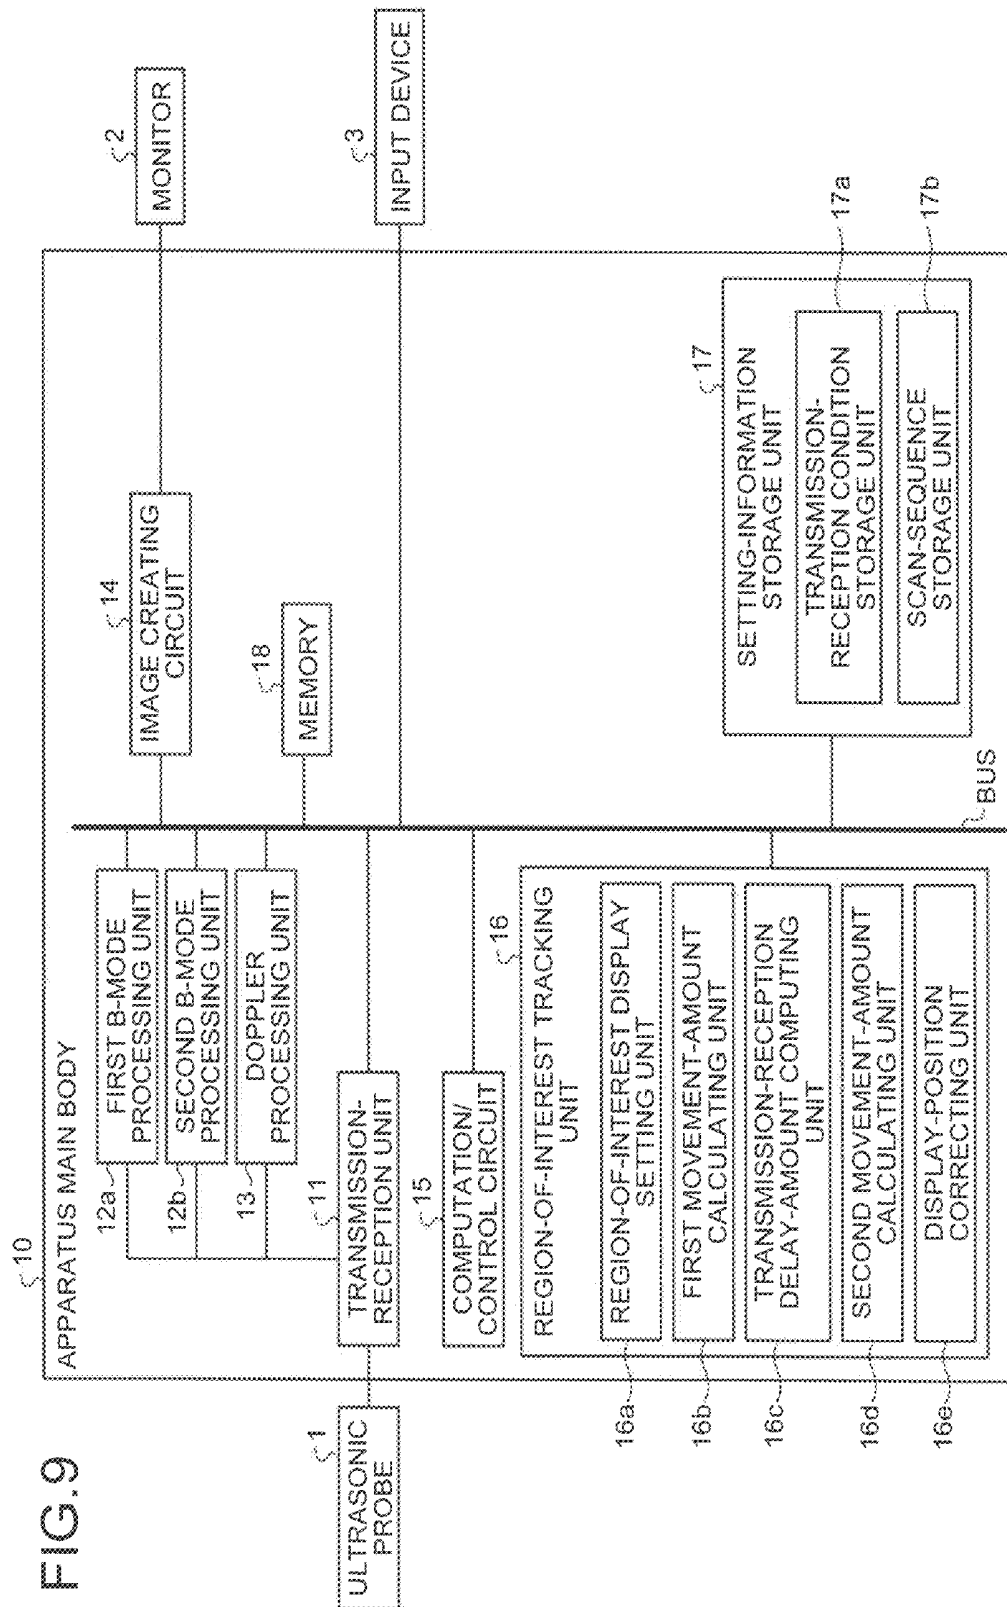 FIG.9
10
APPARATUS MAIN BODY
12a
FIRST B-MODE
PROCESSING UNIT
12b
SECOND B-MODE
PROCESSING UNIT
13
DOPPLER
PROCESSING UNIT
14
IMAGE CREATING
CIRCUIT
2
MONITOR
18
MEMORY
1
ULTRASONIC
PROBE
11
TRANSMISSION-
RECEPTION UNIT
3
INPUT DEVICE
15
COMPUTATION/
CONTROL CIRCUIT
16
REGION-OF-INTEREST TRACKING
UNIT
16a
REGION-OF-INTEREST DISPLAY
SETTING UNIT
16b
FIRST MOVEMENT-AMOUNT
CALCULATING UNIT
16c
TRANSMISSION-RECEPTION
DELAY-AMOUNT COMPUTING
UNIT
16d
SECOND MOVEMENT-AMOUNT
CALCULATING UNIT
16e
DISPLAY-POSITION
CORRECTING UNIT
17
SETTING-INFORMATION
STORAGE UNIT
TRANSMISSION-
RECEPTION CONDITION
STORAGE UNIT
17a
SCAN-SEQUENCE
STORAGE UNIT
17b
BUS